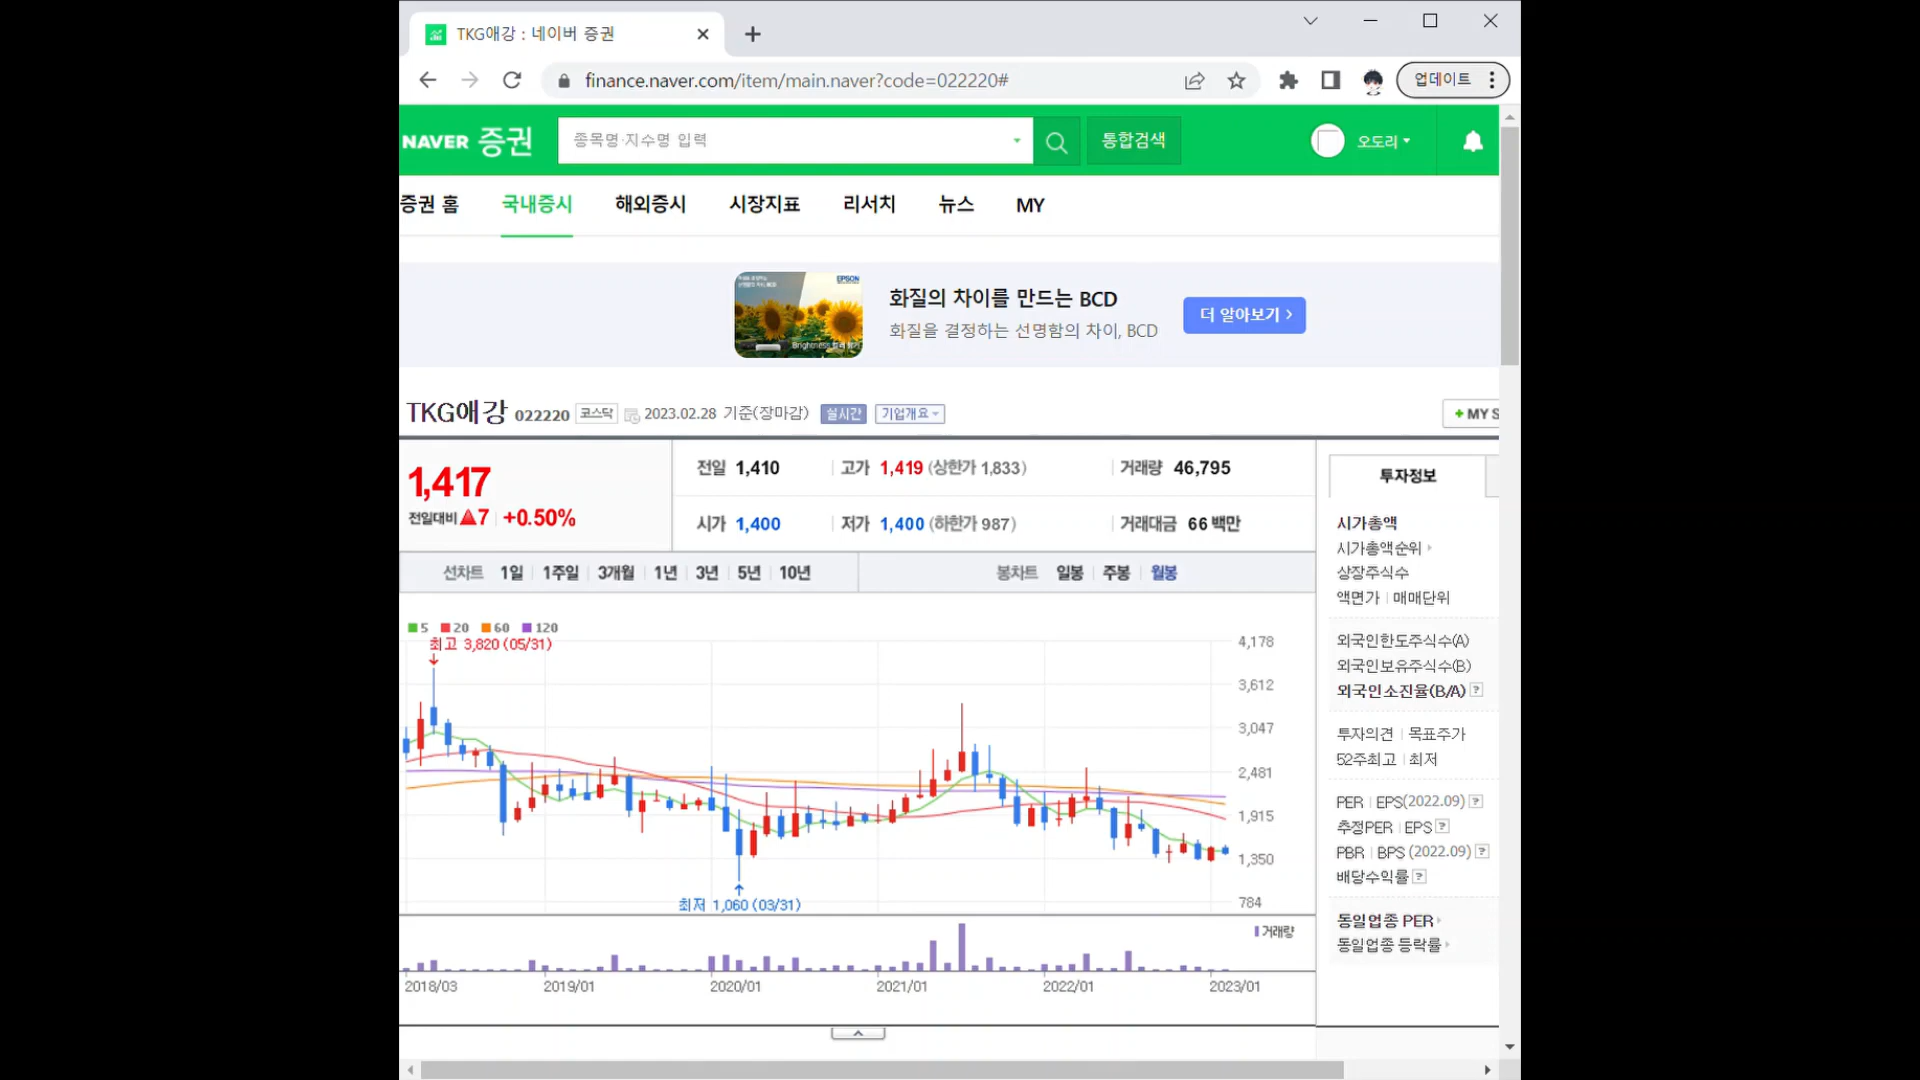 TKG애강 : 네이버 증권
finance.naver.com/item/main.naver?code=022220#
업데이트
NAVER 증권
종목명·지수명 입력
통합검색
오도리
증권 홈 국내증시 해외증시 시장지표 리서치 뉴스 MY
EPSON
화질의 차이를 만드는 BCD
화질을 결정하는 선명함의 차이, BCD
더 알아보기
TKG애강 022220 코스닥 2023.02.28 기준(장마감) 실시간 기업개요
+ MY S
1,417
전일대비 ▲7 +0.50%
전일 1,410 고가 1,419 (상한가 1,833) 거래량 46,795
시가 1,400 저가 1,400 (하한가 987) 거래대금 66 백만
선차트 1일 1주일 3개월 1년 3년 5년 10년 봉차트 일봉 주봉 월봉
5 20 60 120
최고 3,820 (05/31)
4,178
3,612
3,047
2,481
1,915
1,350
784
최저 1,060 (03/31)
거래량
2018/03 2019/01 2020/01 2021/01 2022/01 2023/01
투자정보
시가총액
시가총액순위
상장주식수
액면가 매매단위
외국인한도주식수(A)
외국인보유주식수(B)
외국인소진율(B/A) ?
투자의견 목표주가
52주최고 최저
PER EPS(2022.09) ?
추정PER EPS ?
PBR BPS (2022.09) ?
배당수익률 ?
동일업종 PER
동일업종 등락률